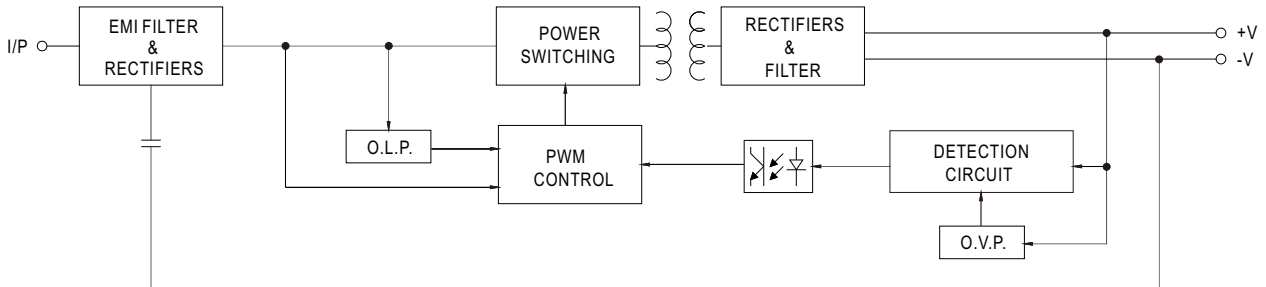 I/P
EMI FILTER
&
RECTIFIERS
POWER
SWITCHING
RECTIFIERS
&
FILTER
+V
-V
O.L.P.
PWM
CONTROL
DETECTION
CIRCUIT
O.V.P.